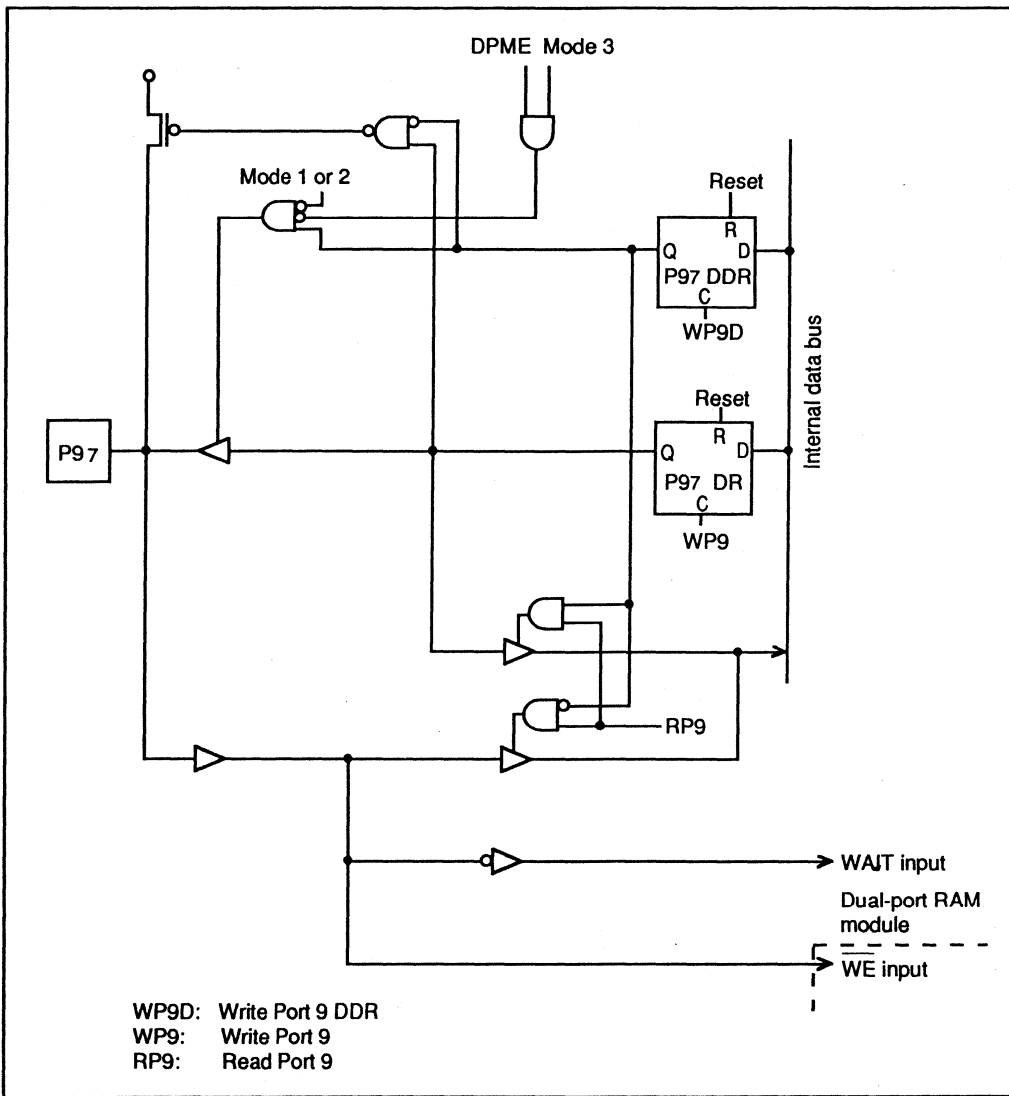 DPME Mode 3
Mode 1 or 2
Reset
R
Q D
P97 DDR
C
WP9D
Internal data bus
Reset
R
P97
Q D
P97 DR
C
WP9
RP9
WAIT input
Dual-port RAM
module
W̅E̅ input
WP9D: Write Port 9 DDR
WP9: Write Port 9
RP9: Read Port 9